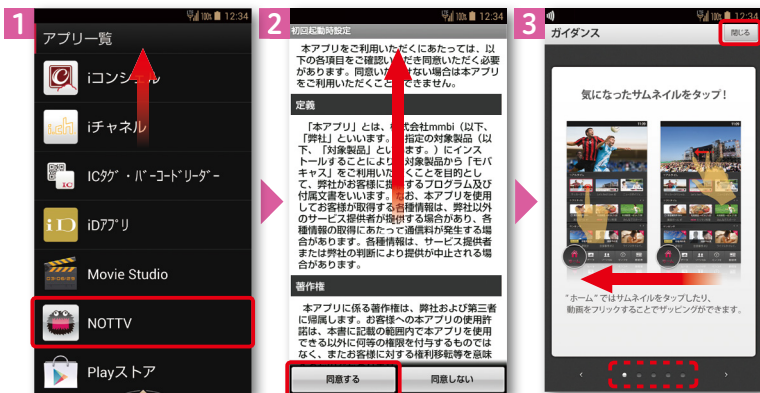 1
100% 12:34
アプリ一覧
iコンシェル
i.ch
iチャネル
IC
ICﾀｸﾞ・ﾊﾞｰｺｰﾄﾞﾘｰﾀﾞｰ
iD
iDｱﾌﾟﾘ
Movie Studio
NOTTV
Playストア
2
100% 12:34
初回起動時設定
本アプリをご利用いただくにあたっては、以
下の各項目をご確認いただき同意いただく必要
があります。同意いただけない場合は本アプリ
をご利用いただくことができません。
定義
「本アプリ」とは、株式会社mmbi（以下、
「弊社」といいます。）指定の対象製品（以
下、「対象製品」といいます。）にインス
トールすることにより、対象製品から「モバ
キャス」をご利用いただくことを目的とし
て、弊社がお客様に提供するプログラム及び
付属文書をいいます。なお、本アプリを使用
してお客様が取得する各種情報は、弊社以外
のサービス提供者が提供する場合があり、各
種情報の取得にあたって通信料が発生する場
合があります。各種情報は、サービス提供者
または弊社の判断により提供が中止される場
合があります。
著作権
本アプリに係る著作権は、弊社および第三者
に帰属します。お客様への本アプリの使用許
諾は、本書に記載の範囲内で本アプリを使用
できる以外に何等の権限を付与するものでは
なく、またお客様に対する権利移転等を意味
同意する
同意しない
3
100% 12:34
ガイダンス
閉じる
気になったサムネイルをタップ！
"ホーム"ではサムネイルをタップしたり、
動画をフリックすることでザッピングができます。